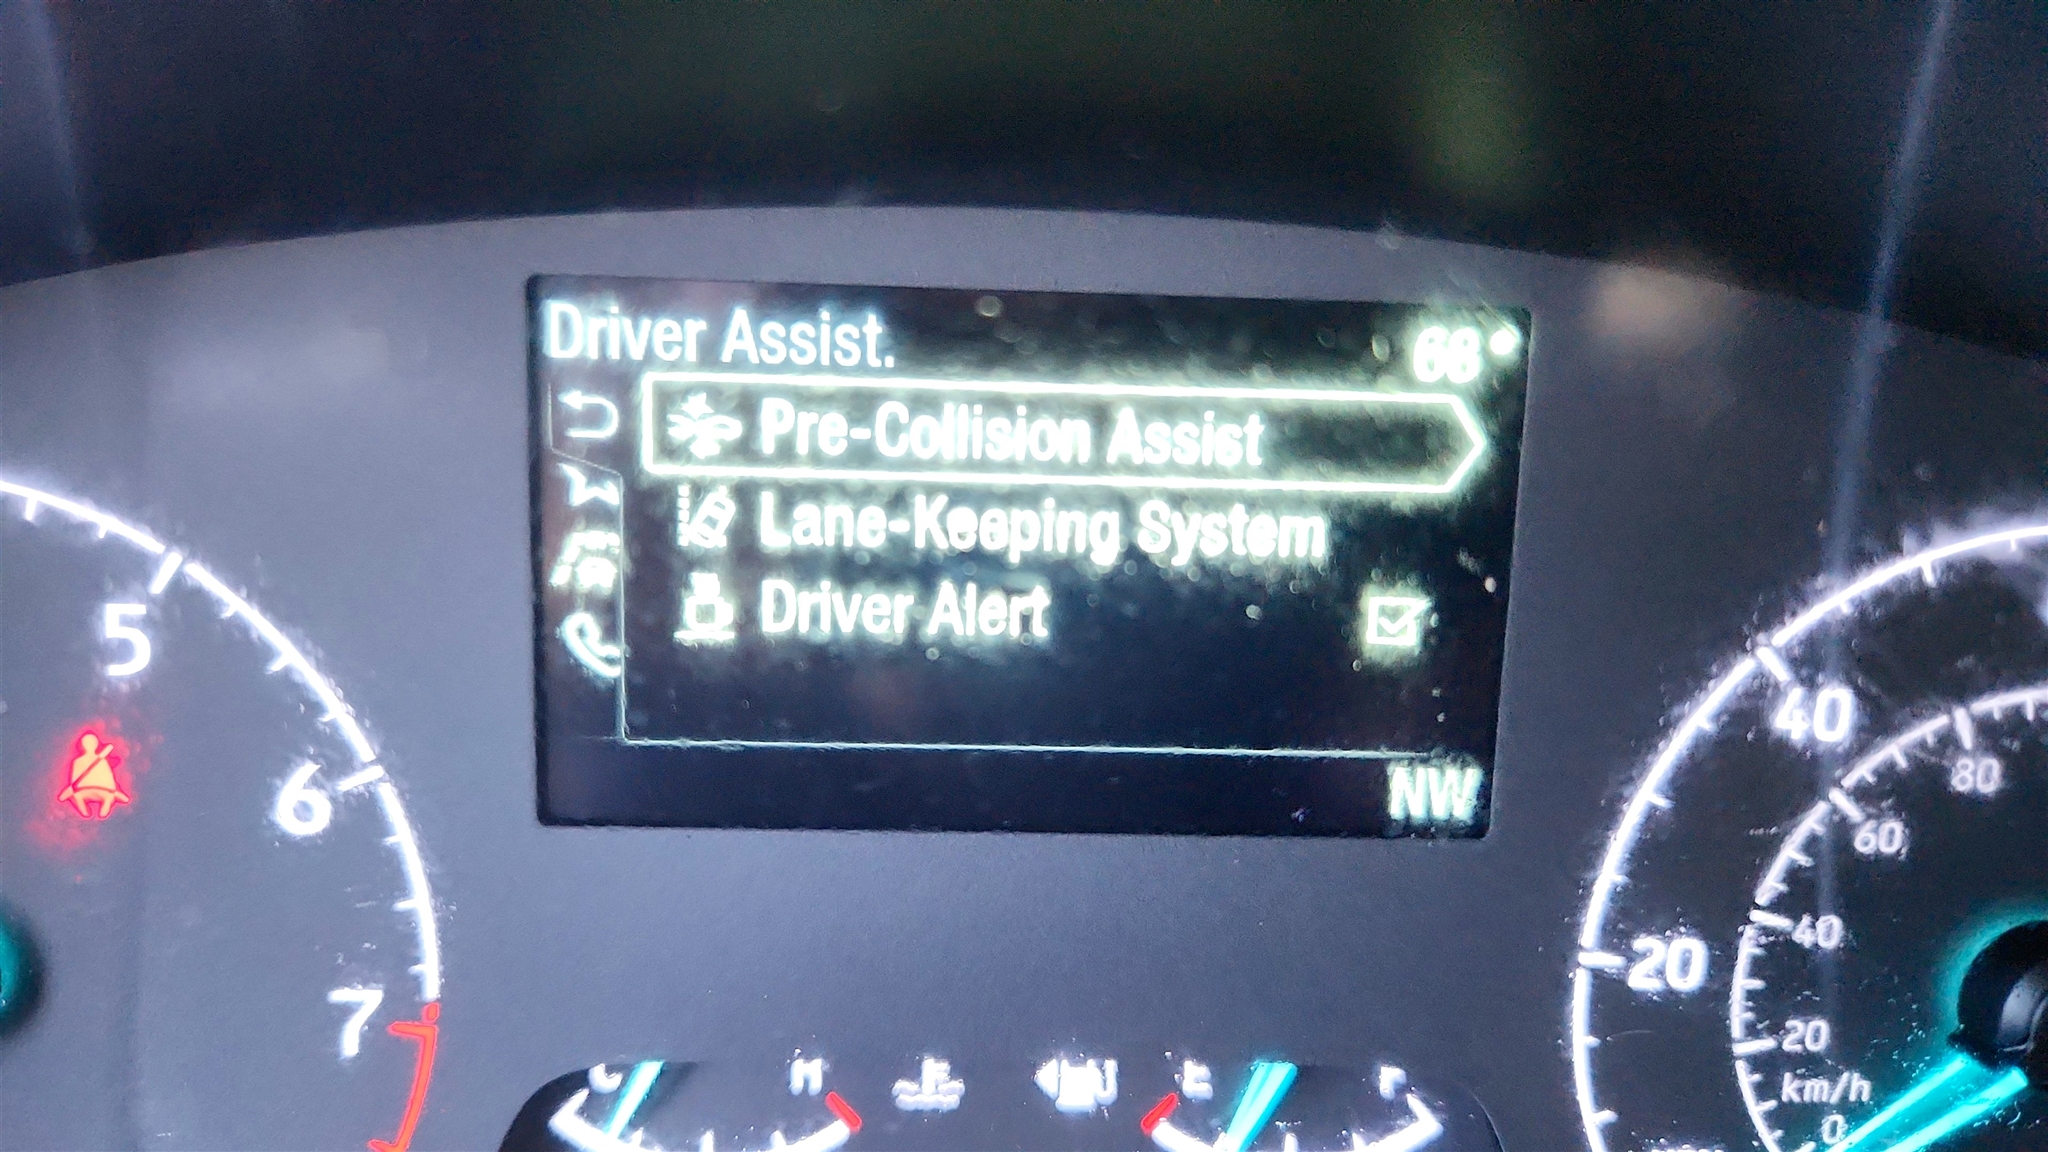 Driver Assist.
66°
Pre-Collision Assist
Lane-Keeping System
Driver Alert
NW
5
6
7
C
H
E
F
40
20
80
60
40
20
km/h
0